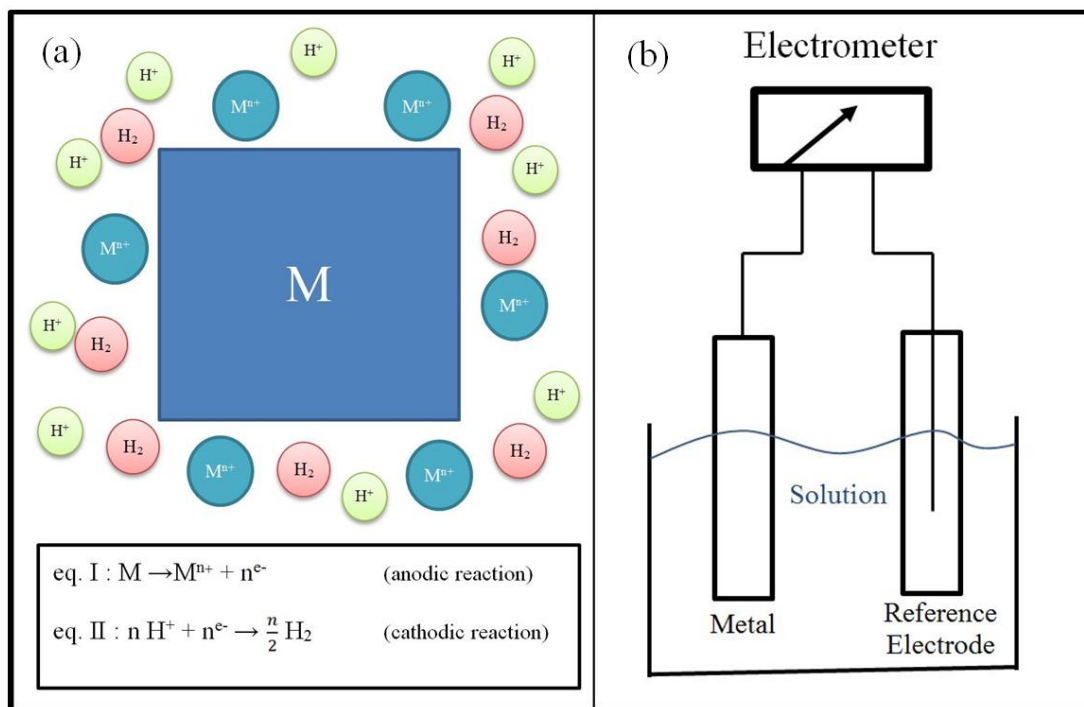 (a)
H⁺
H⁺
H⁺
Mⁿ⁺
Mⁿ⁺
H₂
H₂
H⁺
H⁺
Mⁿ⁺
H₂
M
Mⁿ⁺
H⁺
H₂
H⁺
H⁺
H₂
H₂
Mⁿ⁺
H₂
Mⁿ⁺
H⁺
eq. I : M →Mⁿ⁺ + nᵉ⁻ (anodic reaction)
eq. II : n H⁺ + nᵉ⁻ → n/2 H₂ (cathodic reaction)
(b)
Electrometer
Solution
Metal
Reference
Electrode